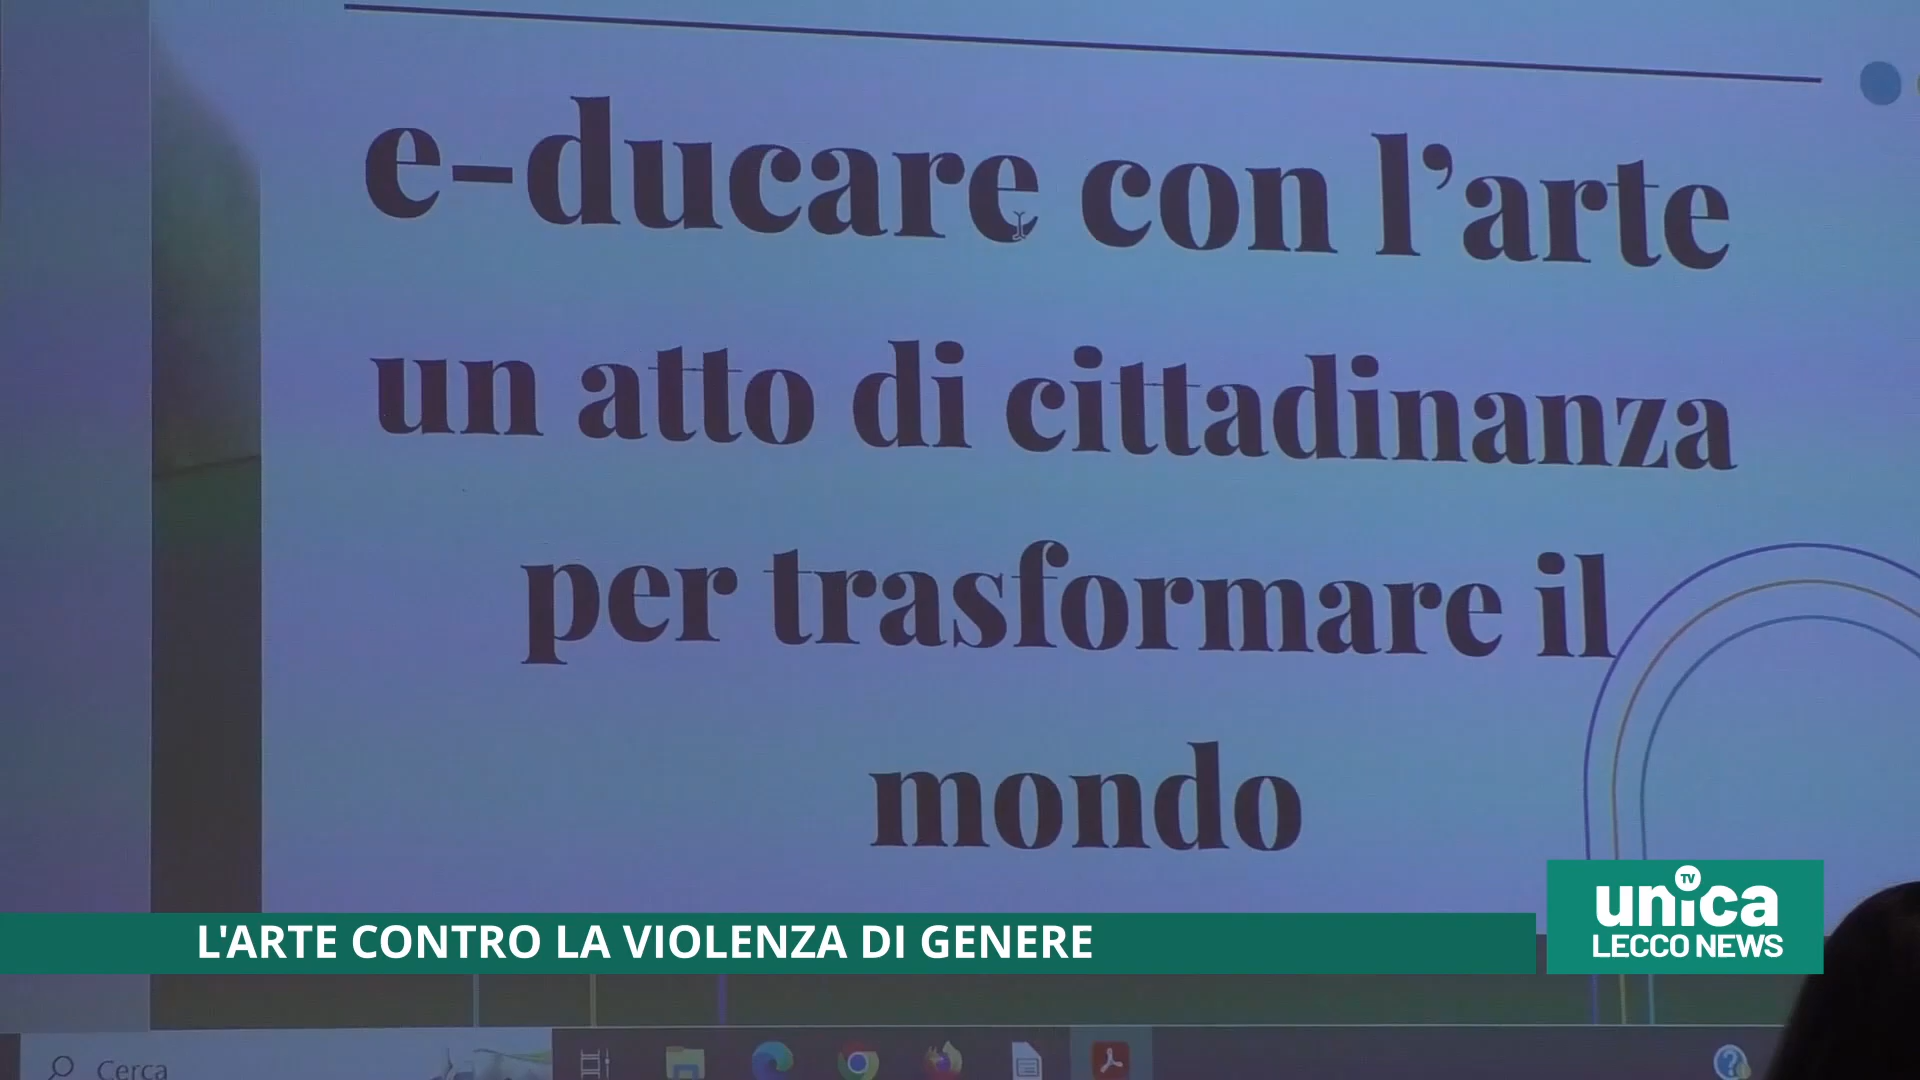 e-ducare con l'arte
un atto di cittadinanza
per trasformare il
mondo
L'ARTE CONTRO LA VIOLENZA DI GENERE
unica TV
LECCO NEWS
Cerca